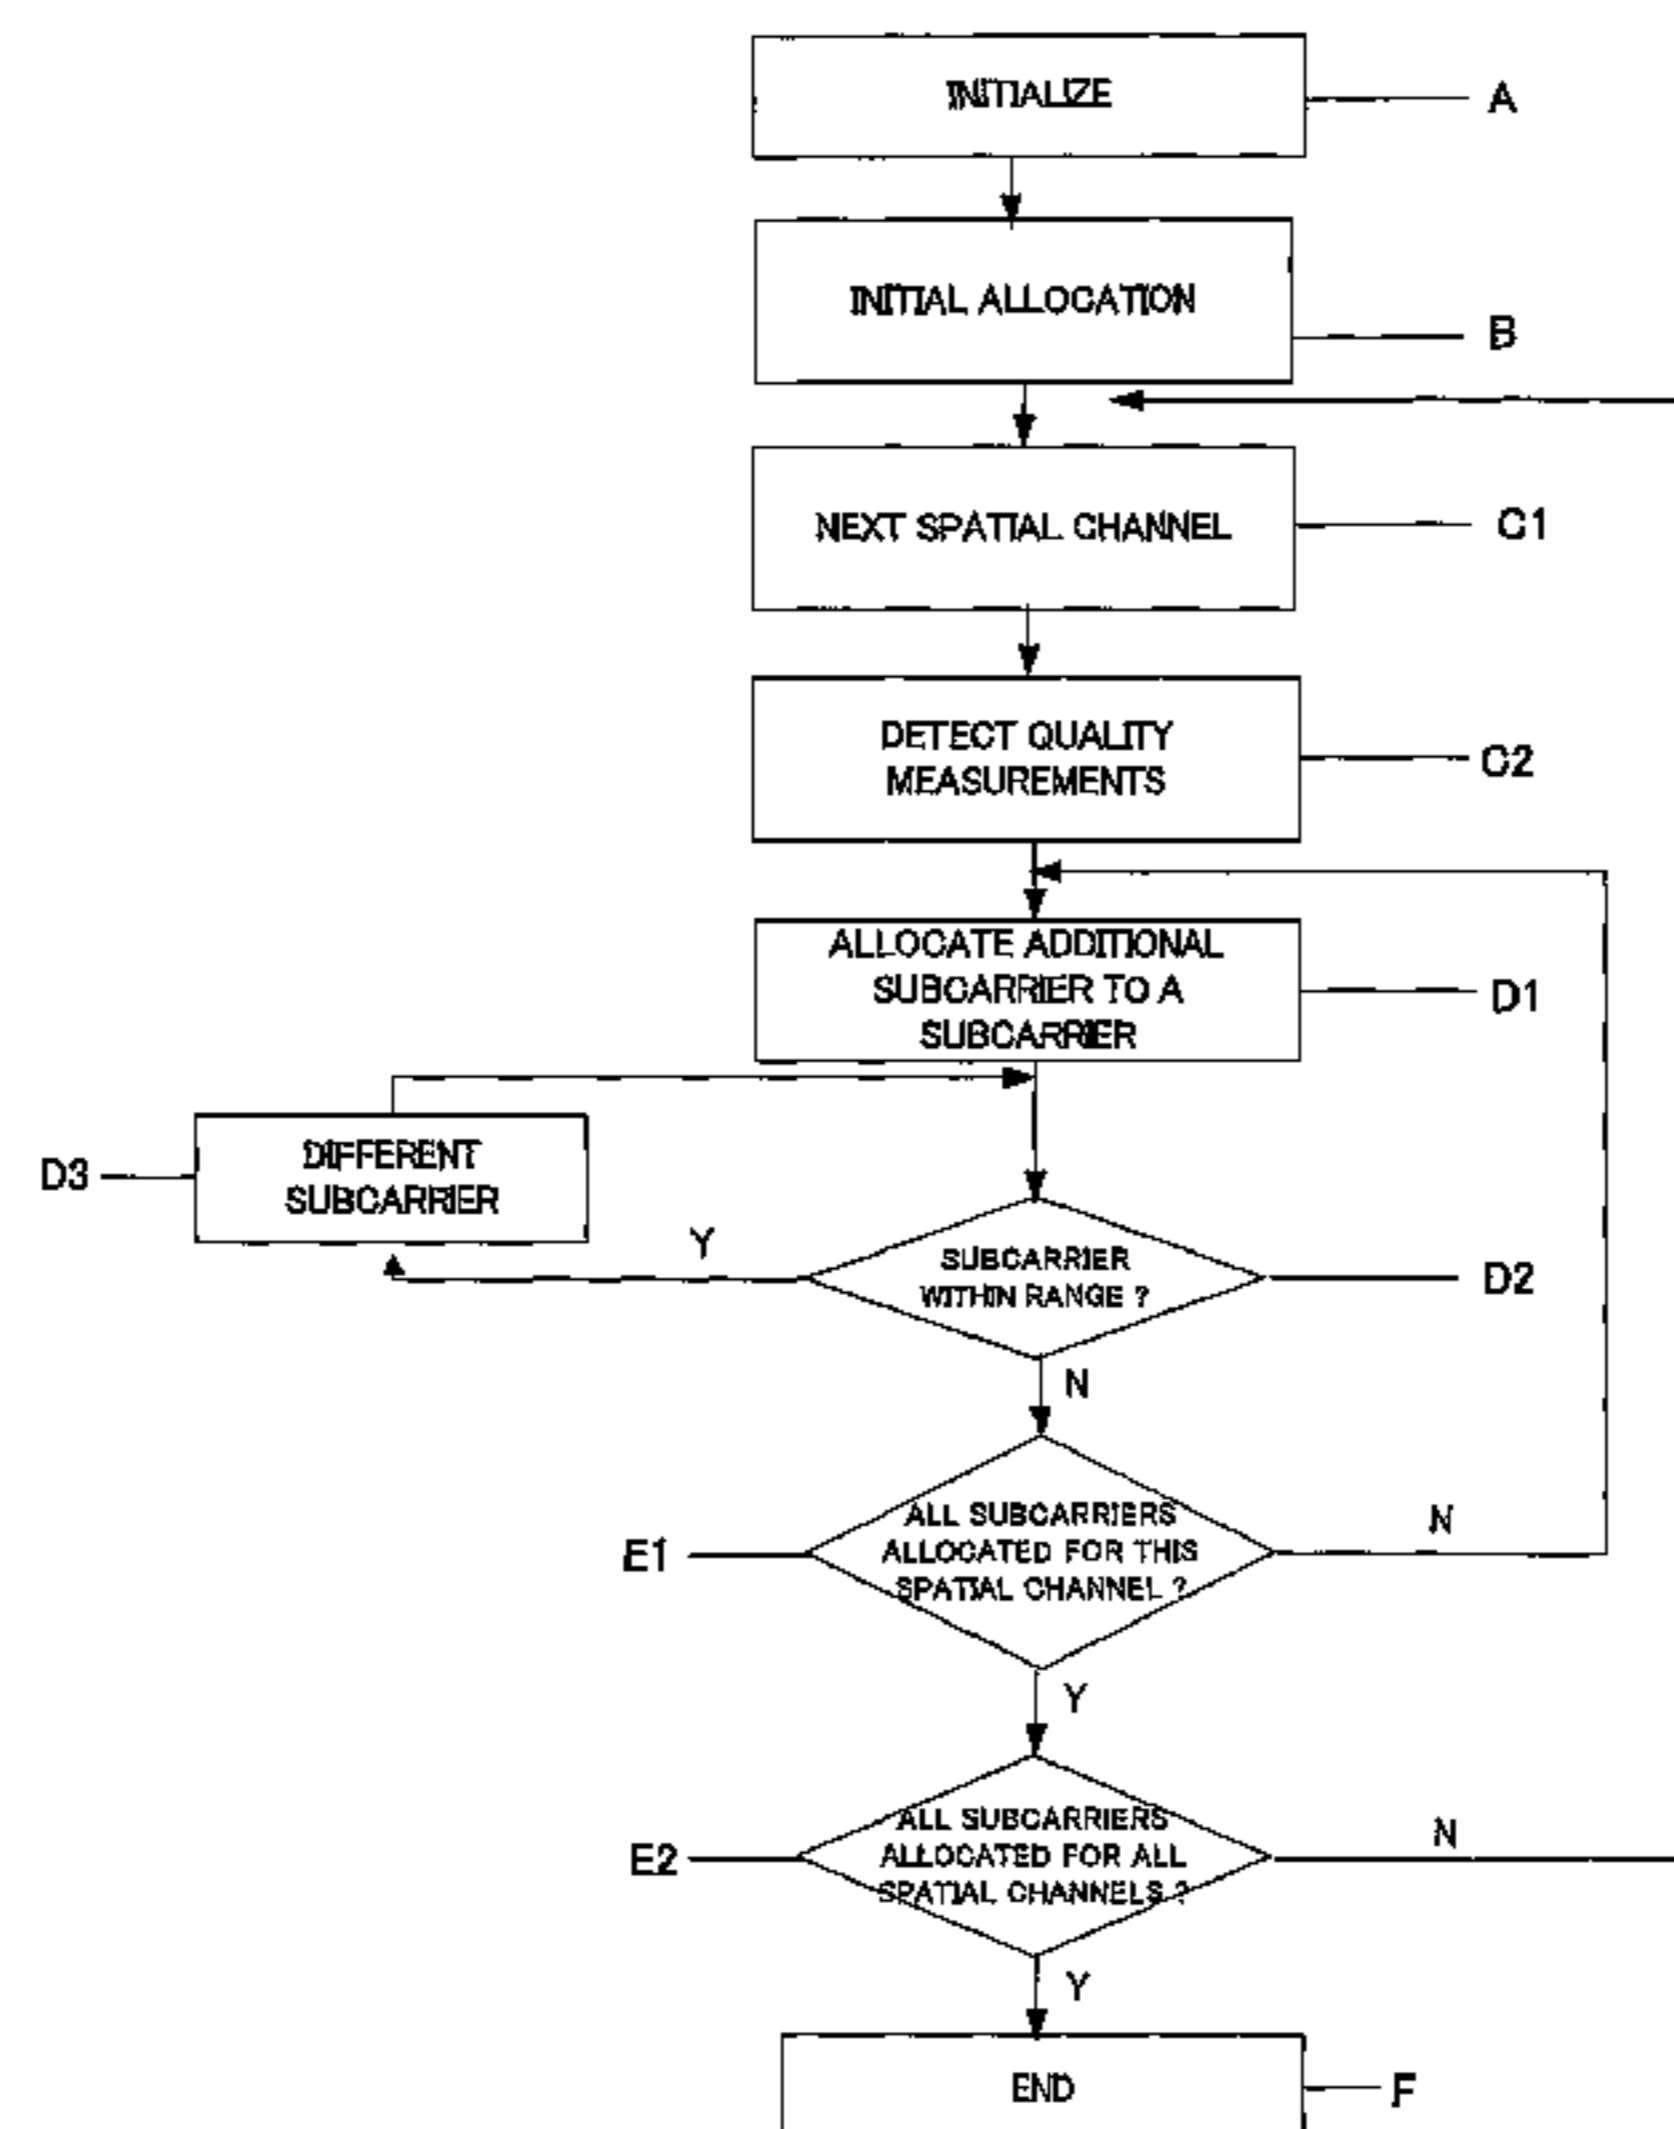 INITIALIZE
A
INITIAL ALLOCATION
B
NEXT SPATIAL CHANNEL
C1
DETECT QUALITY
MEASUREMENTS
C2
ALLOCATE ADDITIONAL
SUBCARRIER TO A
SUBCARRIER
D1
D3
DIFFERENT
SUBCARRIER
Y
SUBCARRIER
WITHIN RANGE ?
D2
N
E1
ALL SUBCARRIERS
ALLOCATED FOR THIS
SPATIAL CHANNEL ?
N
Y
E2
ALL SUBCARRIERS
ALLOCATED FOR ALL
SPATIAL CHANNELS ?
N
Y
END
F